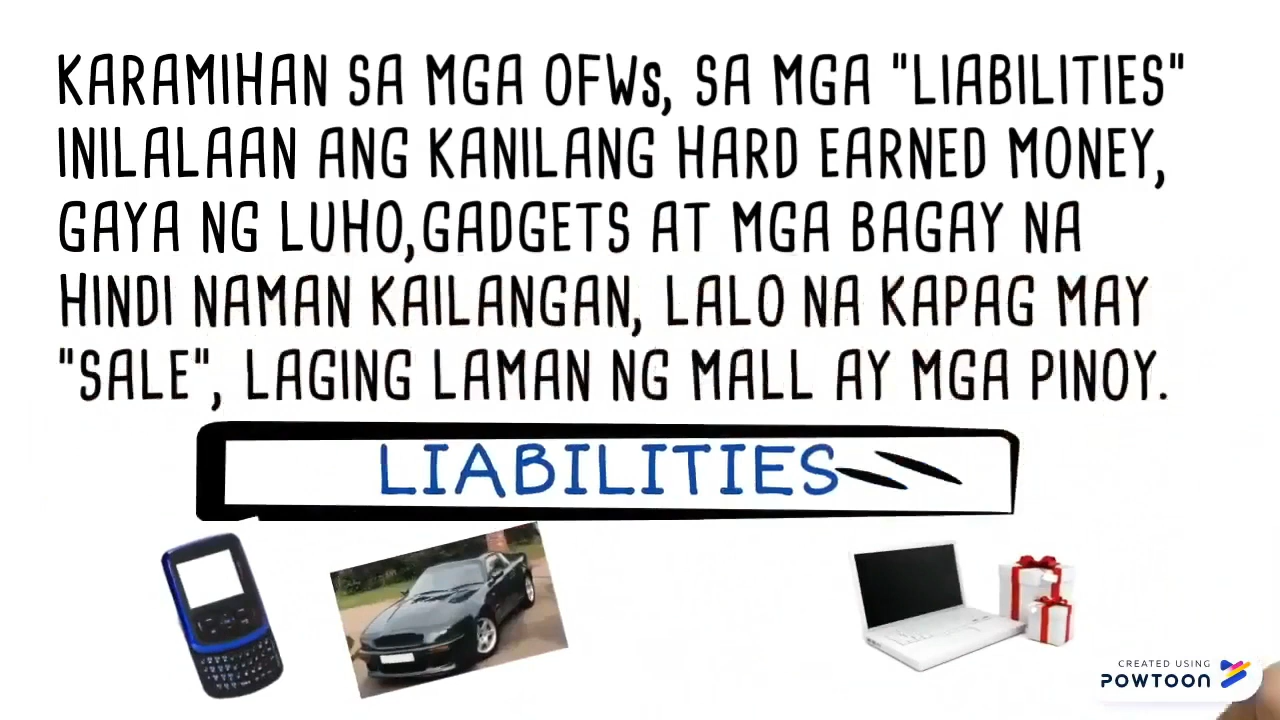 KARAMIHAN SA MGA OFWs, SA MGA "LIABILITIES"
INILALAAN ANG KANILANG HARD EARNED MONEY,
GAYA NG LUHO,GADGETS AT MGA BAGAY NA
HINDI NAMAN KAILANGAN, LALO NA KAPAG MAY
"SALE", LAGING LAMAN NG MALL AY MGA PINOY.
LIABILITIES
CREATED USING
POWTOON